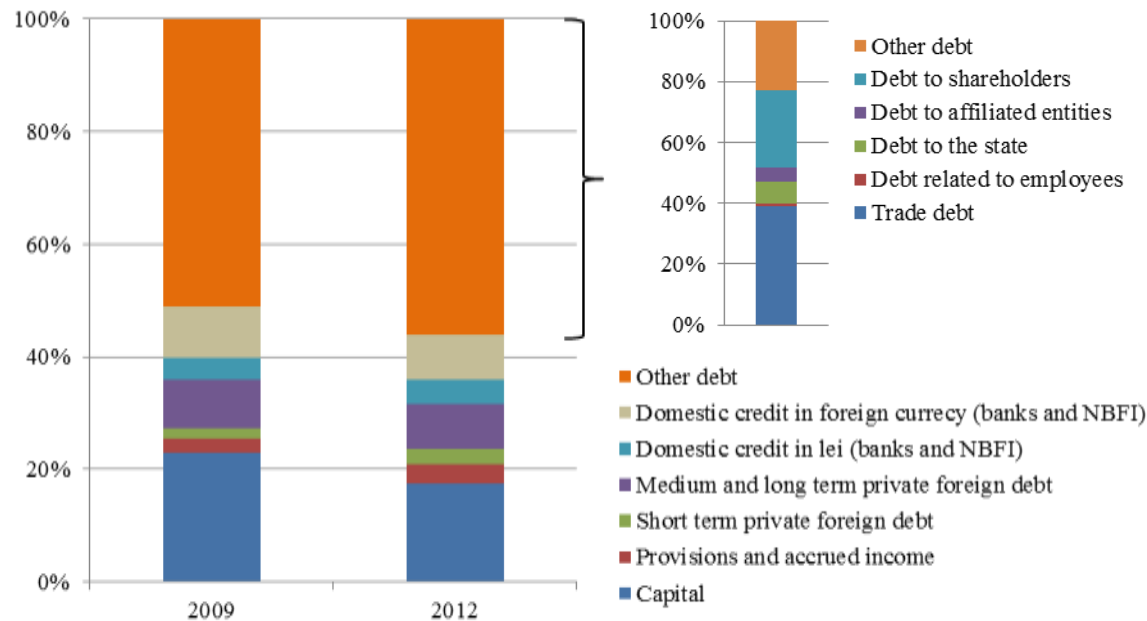 100%
80%
60%
40%
20%
0%
2009
2012
100%
80%
60%
40%
20%
0%
Other debt
Debt to shareholders
Debt to affiliated entities
Debt to the state
Debt related to employees
Trade debt
Other debt
Domestic credit in foreign currecy (banks and NBFI)
Domestic credit in lei (banks and NBFI)
Medium and long term private foreign debt
Short term private foreign debt
Provisions and accrued income
Capital